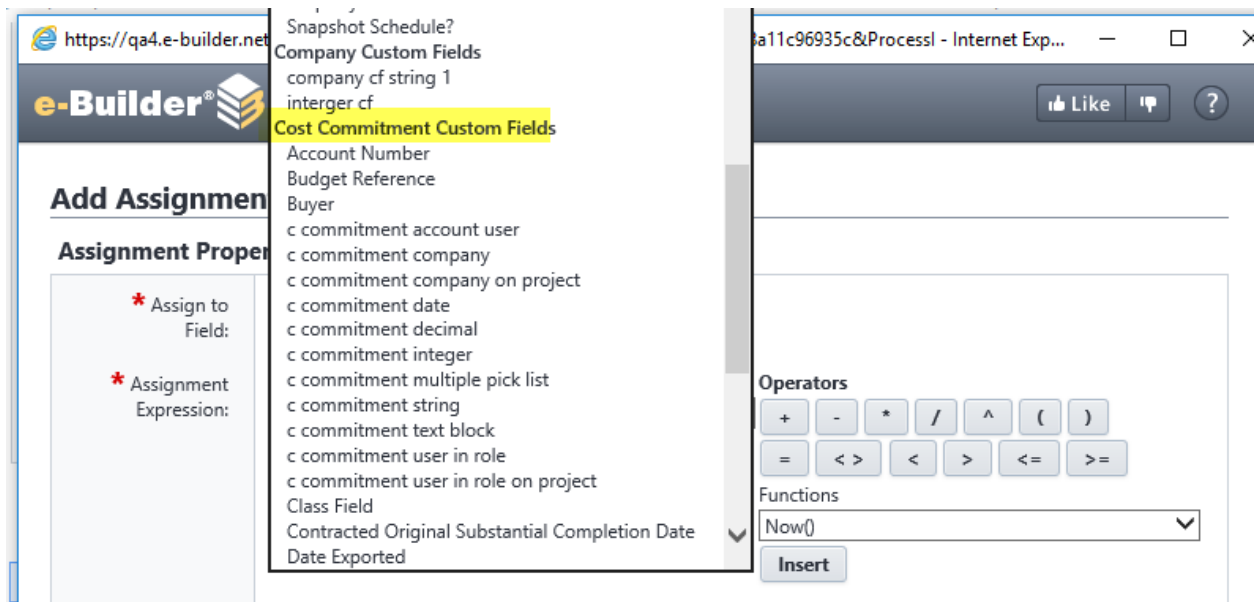 Snapshot Schedule?
https://qa4.e-builder.net
a11c96935c&ProcessI - Internet Exp...
Company Custom Fields
company cf string 1
interger cf
e-Builder®
Like
?
Cost Commitment Custom Fields
Account Number
Budget Reference
Buyer
Add Assignmen
c commitment account user
Assignment Proper
c commitment company
c commitment company on project
* Assign to
Field:
c commitment date
c commitment decimal
c commitment integer
* Assignment
Expression:
c commitment multiple pick list
c commitment string
c commitment text block
c commitment user in role
c commitment user in role on project
Class Field
Contracted Original Substantial Completion Date
Date Exported
Operators
+ - * / ^ ( )
= < > < > <= >=
Functions
Now()
Insert